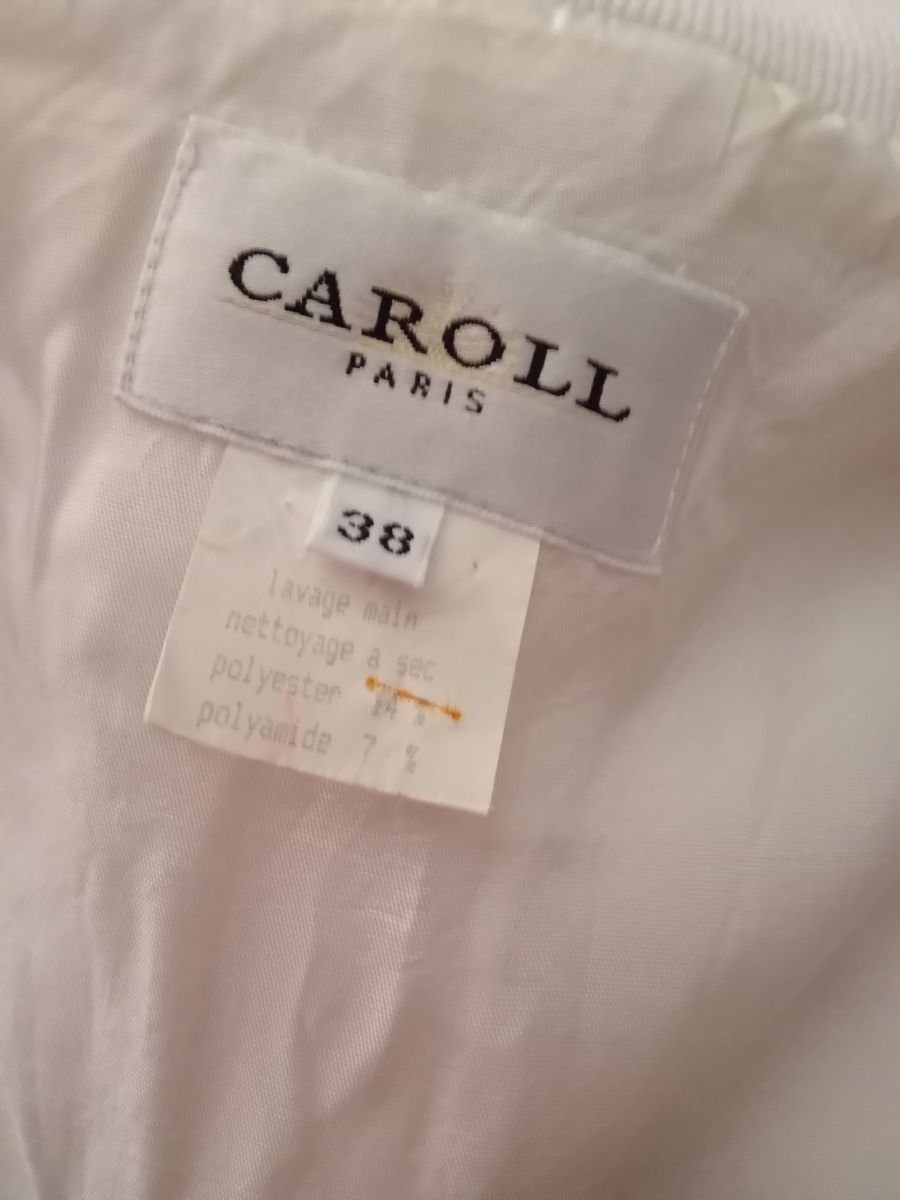 CAROLL
PARIS
38
lavage main
nettoyage a sec
polyester %
polyamide 7 %